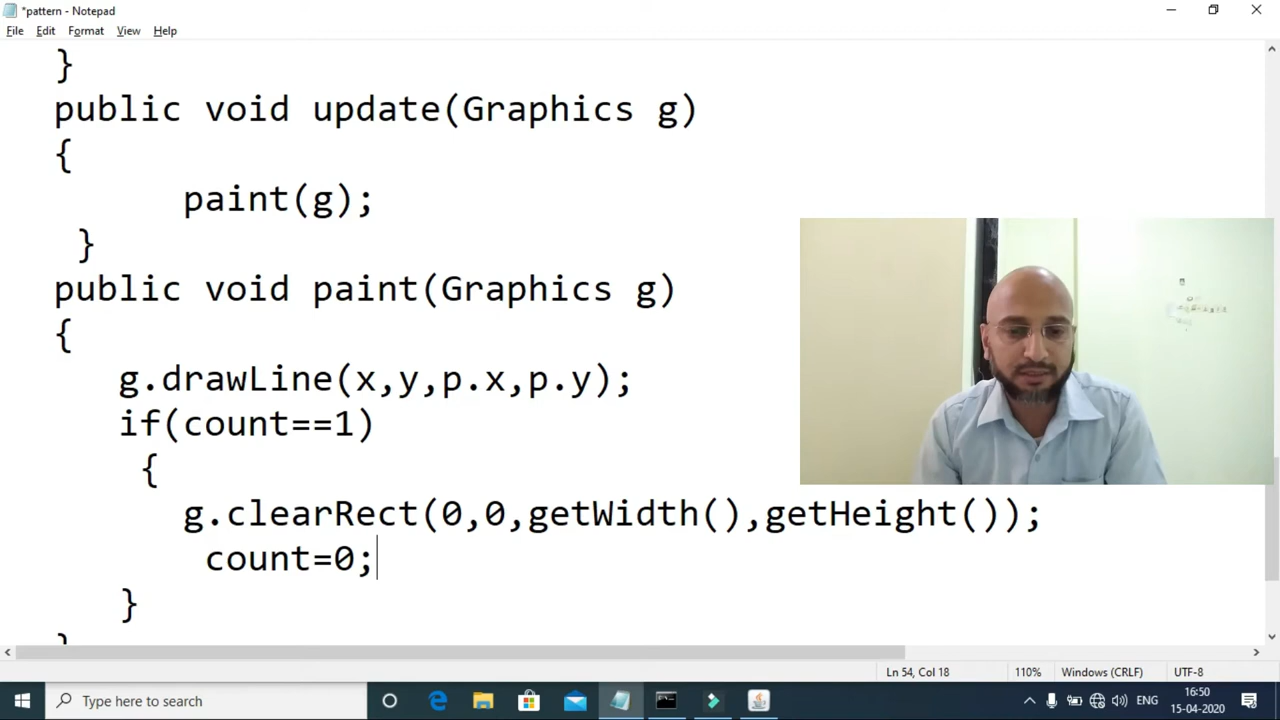 *pattern - Notepad
File Edit Format View Help
}
public void update(Graphics g)
{
paint(g);
}
public void paint(Graphics g)
{
g.drawLine(x,y,p.x,p.y);
if(count==1)
{
g.clearRect(0,0,getWidth(),getHeight());
count=0;
}
}
Ln 54, Col 18 110% Windows (CRLF) UTF-8
Type here to search
ENG
16:50
15-04-2020